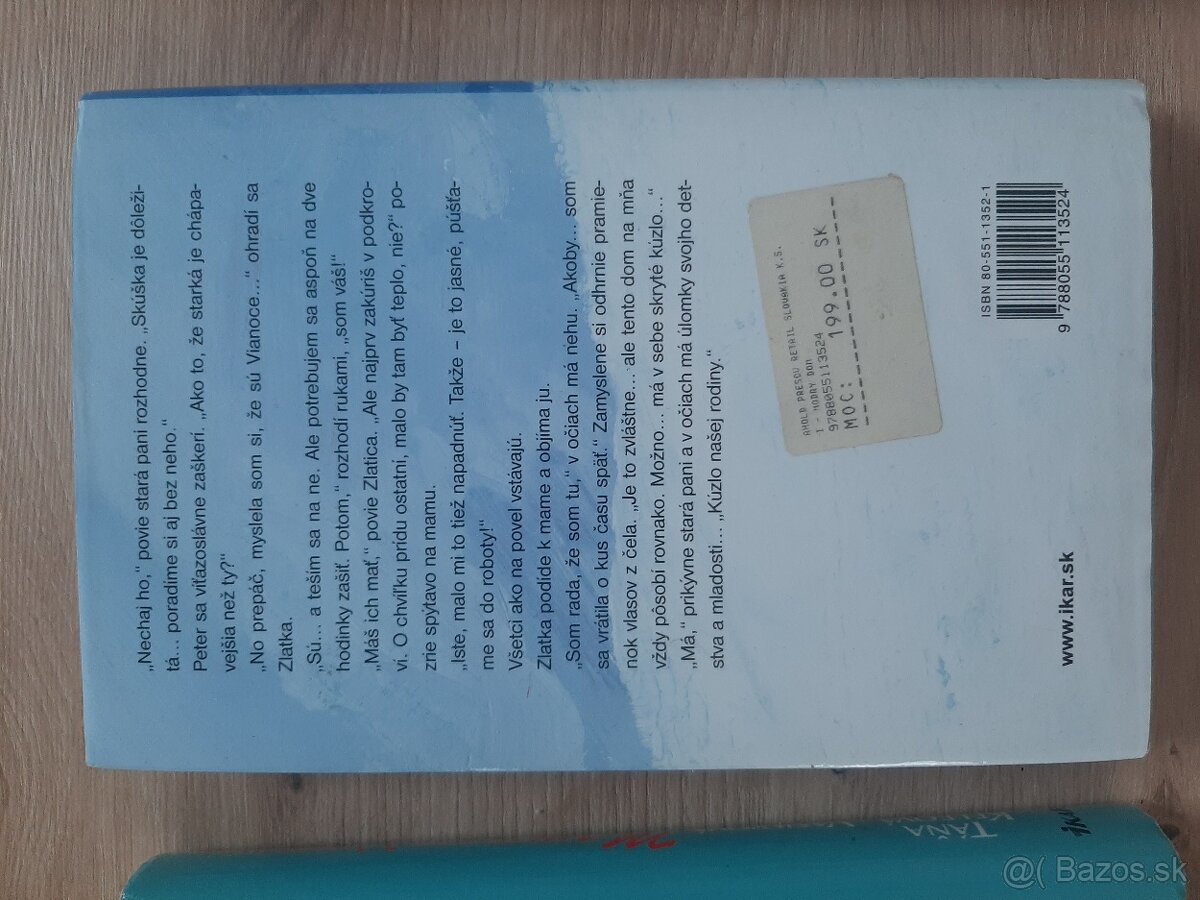 „Nechaj ho,“ povie stará pani rozhodne. „Skúška je dôleži-
tá... poradíme si aj bez neho.“
Peter sa víťazoslávne zaškerí. „Ako to, že starká je chápa-
vejšia než ty?“
„No prepáč, myslela som si, že sú Vianoce...“ ohradí sa
Zlatka.
„Sú... a teším sa na ne. Ale potrebujem sa aspoň na dve
hodinky zašiť. Potom,“ rozhodí rukami, „som váš!“
„Máš ich mať,“ povie Zlatica. „Ale najprv zakúriš v podkro-
ví. O chvíľku prídu ostatní, malo by tam byť teplo, nie?“ po-
zrie spýtavo na mamu.
„Iste, malo mi to tiež napadnúť. Takže – je to jasné, púšťa-
me sa do roboty!“
Všetci ako na povel vstávajú.
Zlatka podíde k mame a objíma ju.
„Som rada, že som tu,“ v očiach má nehu. „Akoby... som
sa vrátila o kus času späť.“ Zamyslene si odhrnie pramie-
nok vlasov z čela. „Je to zvláštne... ale tento dom na mňa
vždy pôsobí rovnako. Možno... má v sebe skryté kúzlo...“
„Má,“ prikývne stará pani a v očiach má úlomky svojho det-
stva a mladosti... „Kúzlo našej rodiny.“
AHOLD PRESOV RETAIL SLOVAKIA K.S.
T - MODRY DOM
9788055113524
MOC: 199.00 SK
www.ikar.sk
ISBN 80-551-1352-1
9 788055 113524
TÁŇA
@( Bazos.sk